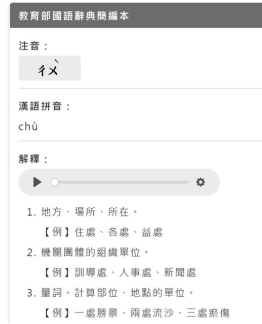 教育部國語辭典簡編本
注音：
ㄔㄨˋ
漢語拼音：
chù
解釋：
1. 地方、場所、所在。
【例】住處、各處、益處
2. 機關團體的組織單位。
【例】訓導處、人事處、新聞處
3. 量詞。計算部位、地點的單位。
【例】一處勝景、兩處流沙、三處瘀傷